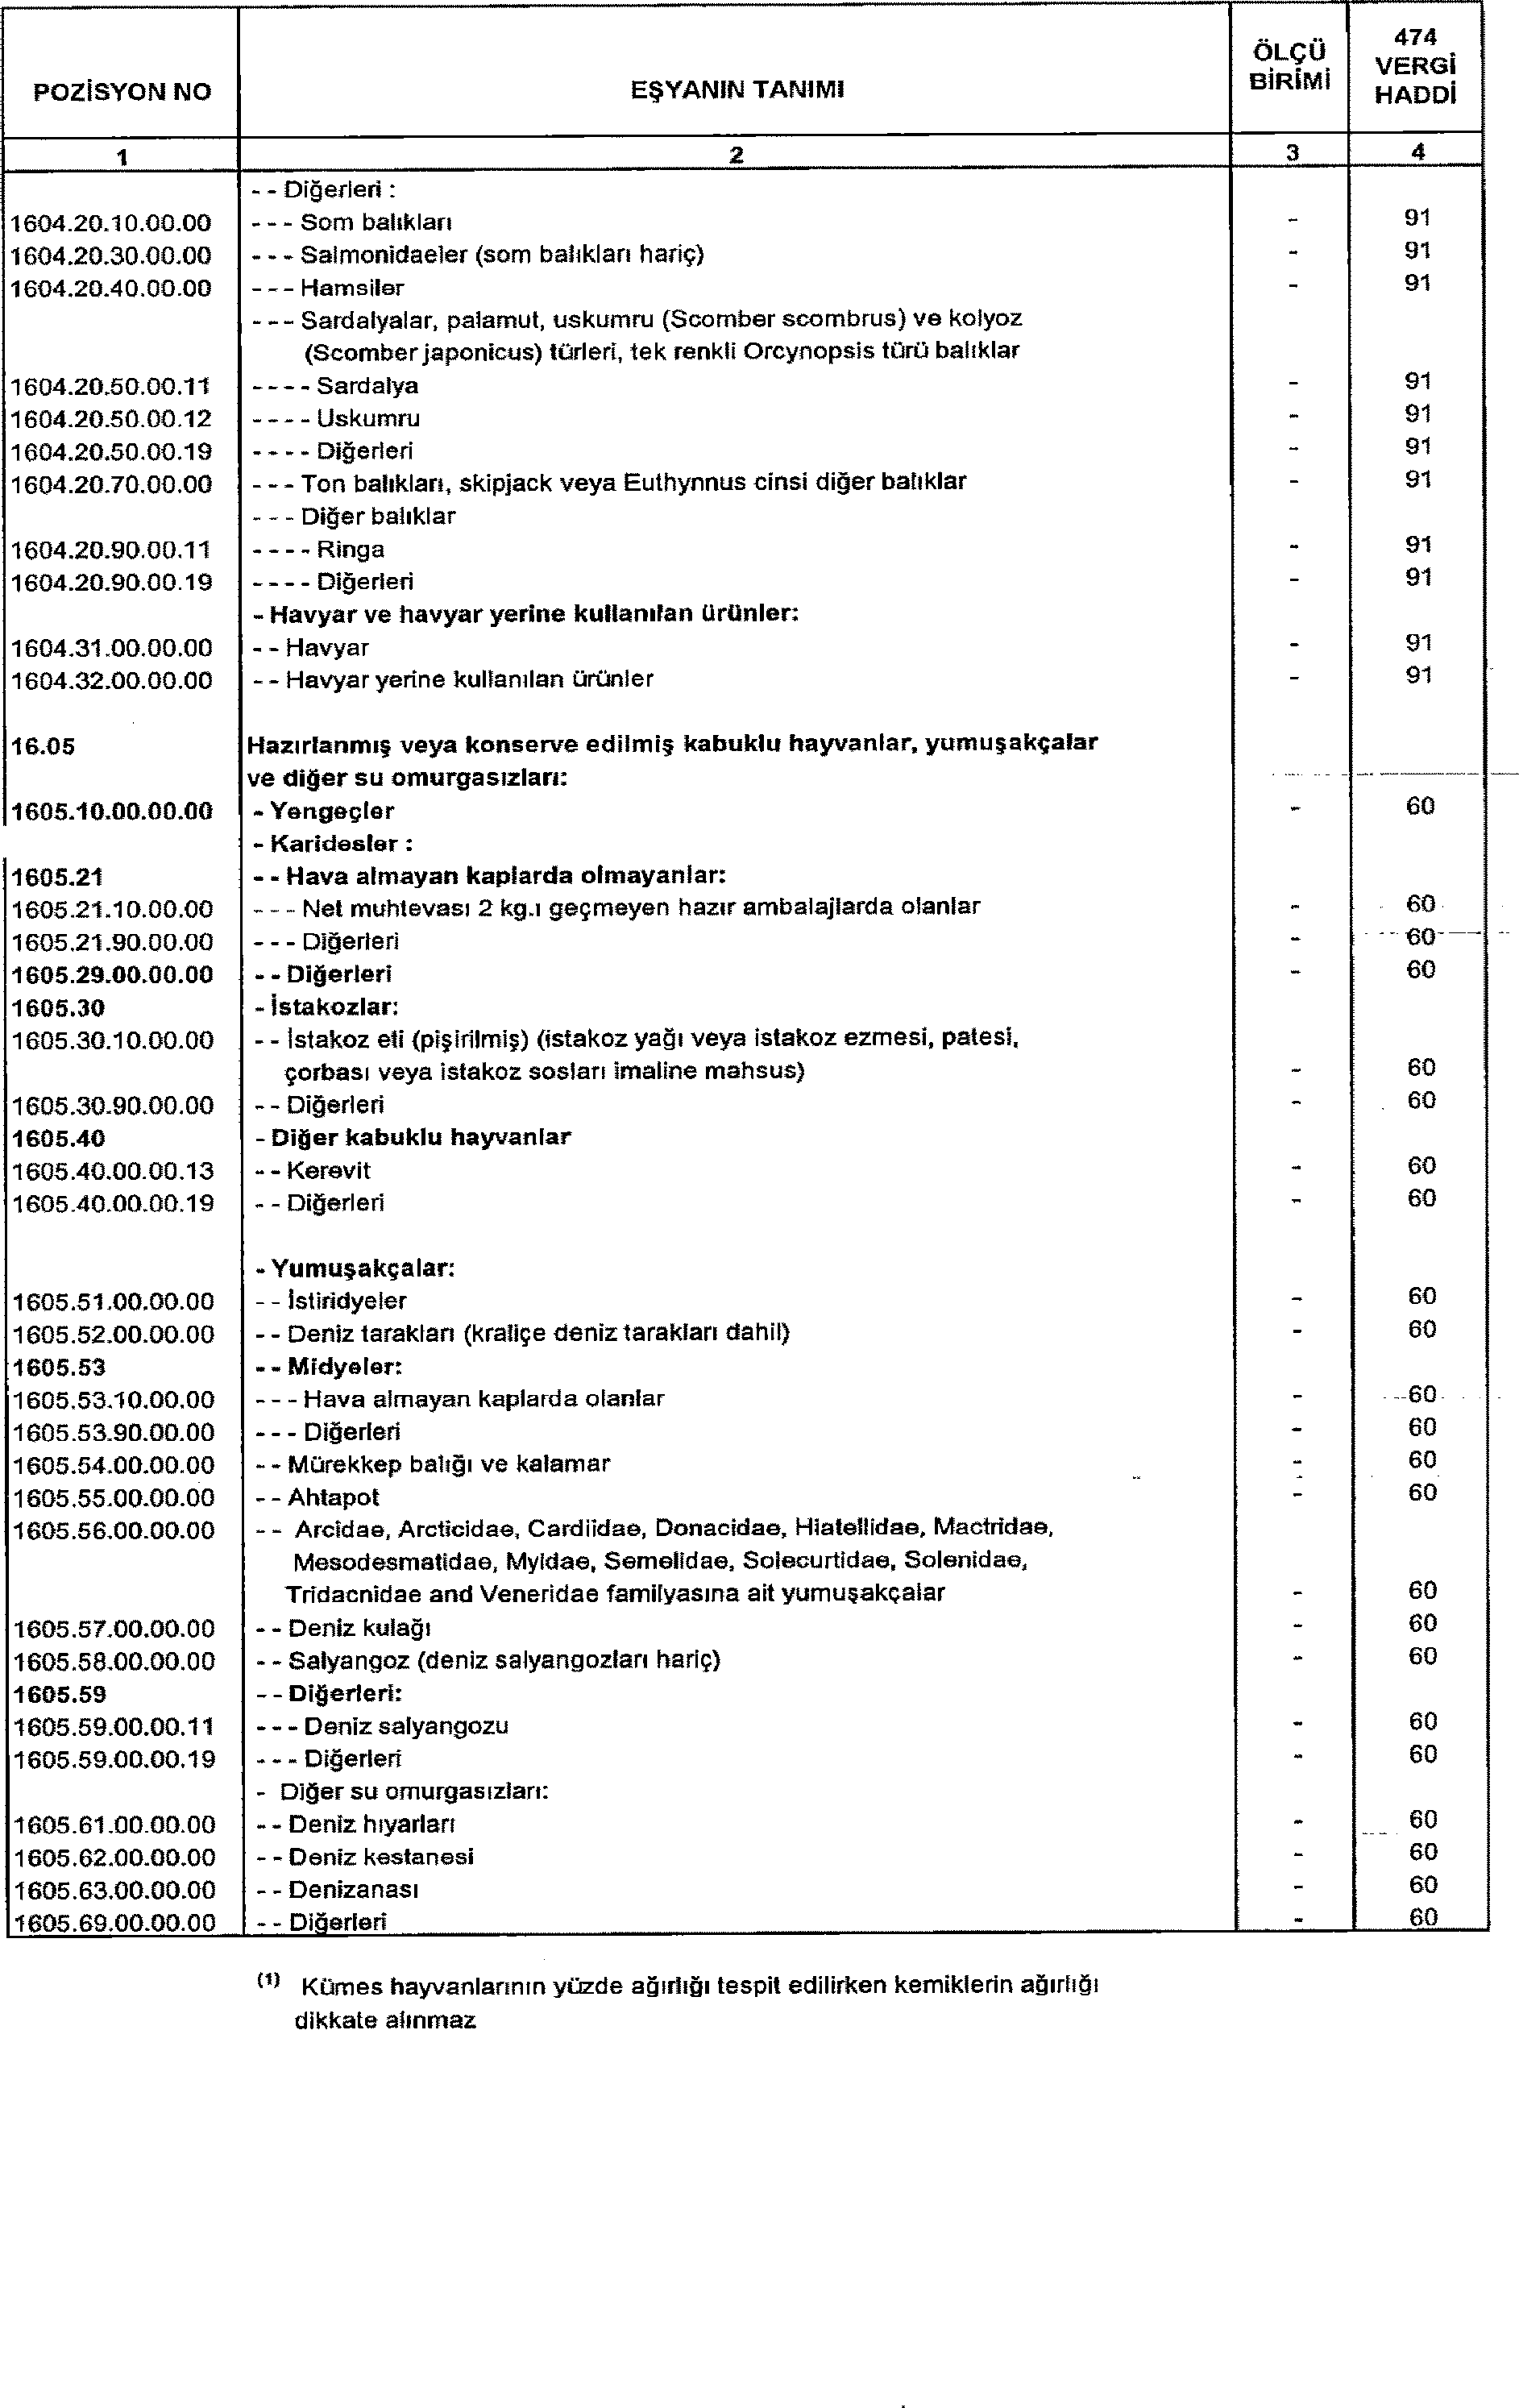 POZİSYON NO EŞYANIN TANIMI ÖLÇÜ BİRİMİ 474 VERGİ HADDİ
1 2 3 4
- - Diğerleri :
1604.20.10.00.00 - - - Som balıkları - 91
1604.20.30.00.00 - - - Salmonidaeler (som balıkları hariç) - 91
1604.20.40.00.00 - - - Hamsiler - 91
- - - Sardalyalar, palamut, uskumru (Scomber scombrus) ve kolyoz
(Scomber japonicus) türleri, tek renkli Orcynopsis türü balıklar
1604.20.50.00.11 - - - - Sardalya - 91
1604.20.50.00.12 - - - - Uskumru - 91
1604.20.50.00.19 - - - - Diğerleri - 91
1604.20.70.00.00 - - - Ton balıkları, skipjack veya Euthynnus cinsi diğer balıklar - 91
- - - Diğer balıklar
1604.20.90.00.11 - - - - Ringa - 91
1604.20.90.00.19 - - - - Diğerleri - 91
- Havyar ve havyar yerine kullanılan ürünler:
1604.31.00.00.00 - - Havyar - 91
1604.32.00.00.00 - - Havyar yerine kullanılan ürünler - 91
16.05 Hazırlanmış veya konserve edilmiş kabuklu hayvanlar, yumuşakçalar
ve diğer su omurgasızları:
1605.10.00.00.00 - Yengeçler - 60
- Karidesler :
1605.21 - - Hava almayan kaplarda olmayanlar:
1605.21.10.00.00 - - - Net muhtevası 2 kg.ı geçmeyen hazır ambalajlarda olanlar - 60
1605.21.90.00.00 - - - Diğerleri - 60
1605.29.00.00.00 - - Diğerleri - 60
1605.30 - İstakozlar:
1605.30.10.00.00 - - İstakoz eti (pişirilmiş) (istakoz yağı veya istakoz ezmesi, patesi,
çorbası veya istakoz sosları imaline mahsus) - 60
1605.30.90.00.00 - - Diğerleri - 60
1605.40 - Diğer kabuklu hayvanlar
1605.40.00.00.13 - - Kerevit - 60
1605.40.00.00.19 - - Diğerleri - 60
- Yumuşakçalar:
1605.51.00.00.00 - - İstiridyeler - 60
1605.52.00.00.00 - - Deniz tarakları (kraliçe deniz tarakları dahil) - 60
1605.53 - - Midyeler:
1605.53.10.00.00 - - - Hava almayan kaplarda olanlar - 60
1605.53.90.00.00 - - - Diğerleri - 60
1605.54.00.00.00 - - Mürekkep balığı ve kalamar - 60
1605.55.00.00.00 - - Ahtapot - 60
1605.56.00.00.00 - - Arcidae, Arcticidae, Cardiidae, Donacidae, Hiatellidae, Mactridae,
Mesodesmatidae, Myidae, Semelidae, Solecurtidae, Solenidae,
Tridacnidae and Veneridae familyasına ait yumuşakçalar - 60
1605.57.00.00.00 - - Deniz kulağı - 60
1605.58.00.00.00 - - Salyangoz (deniz salyangozları hariç) - 60
1605.59 - - Diğerleri:
1605.59.00.00.11 - - - Deniz salyangozu - 60
1605.59.00.00.19 - - - Diğerleri - 60
- Diğer su omurgasızları:
1605.61.00.00.00 - - Deniz hıyarları - 60
1605.62.00.00.00 - - Deniz kestanesi - 60
1605.63.00.00.00 - - Denizanası - 60
1605.69.00.00.00 - - Diğerleri - 60
(1) Kümes hayvanlarının yüzde ağırlığı tespit edilirken kemiklerin ağırlığı
dikkate alınmaz